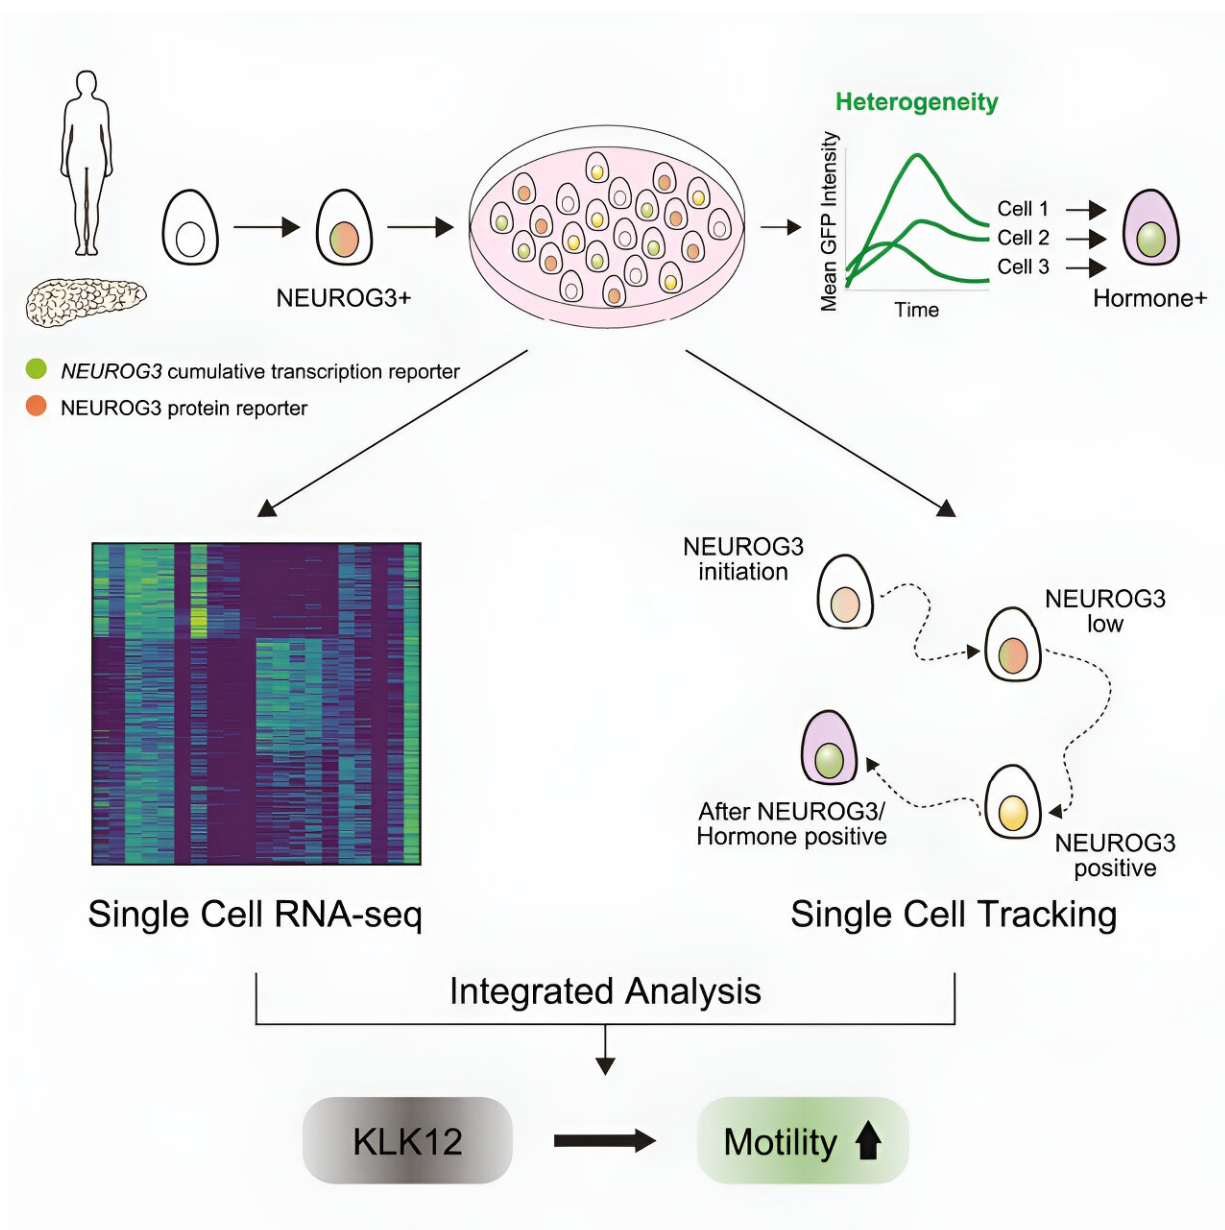 Heterogeneity
Mean GFP Intensity
Cell 1
Cell 2
Cell 3
Time
Hormone+
NEUROG3+
NEUROG3 cumulative transcription reporter
NEUROG3 protein reporter
NEUROG3
initiation
NEUROG3
low
After NEUROG3/
Hormone positive
NEUROG3
positive
Single Cell RNA-seq
Single Cell Tracking
Integrated Analysis
KLK12
Motility